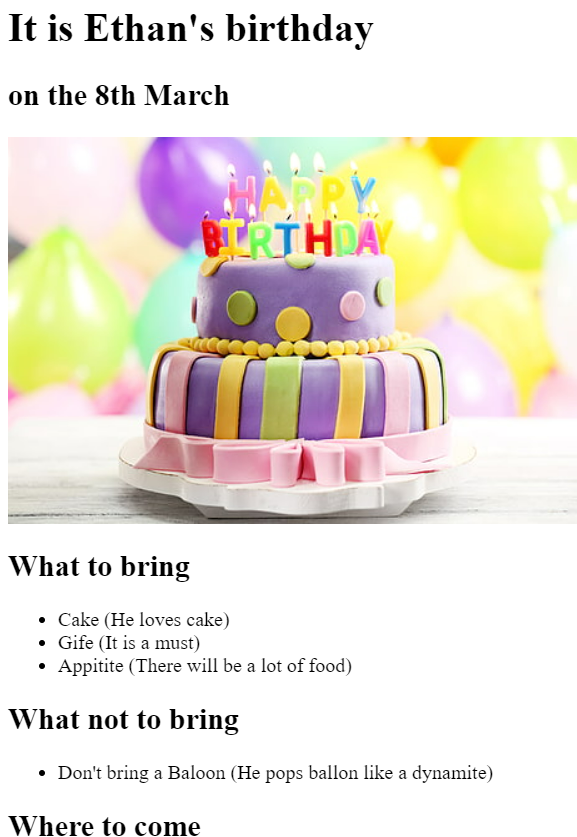 It is Ethan's birthday
on the 8th March
HAPPY
BIRTHDAY
What to bring
Cake (He loves cake)
Gife (It is a must)
Appitite (There will be a lot of food)
What not to bring
Don't bring a Baloon (He pops ballon like a dynamite)
Where to come